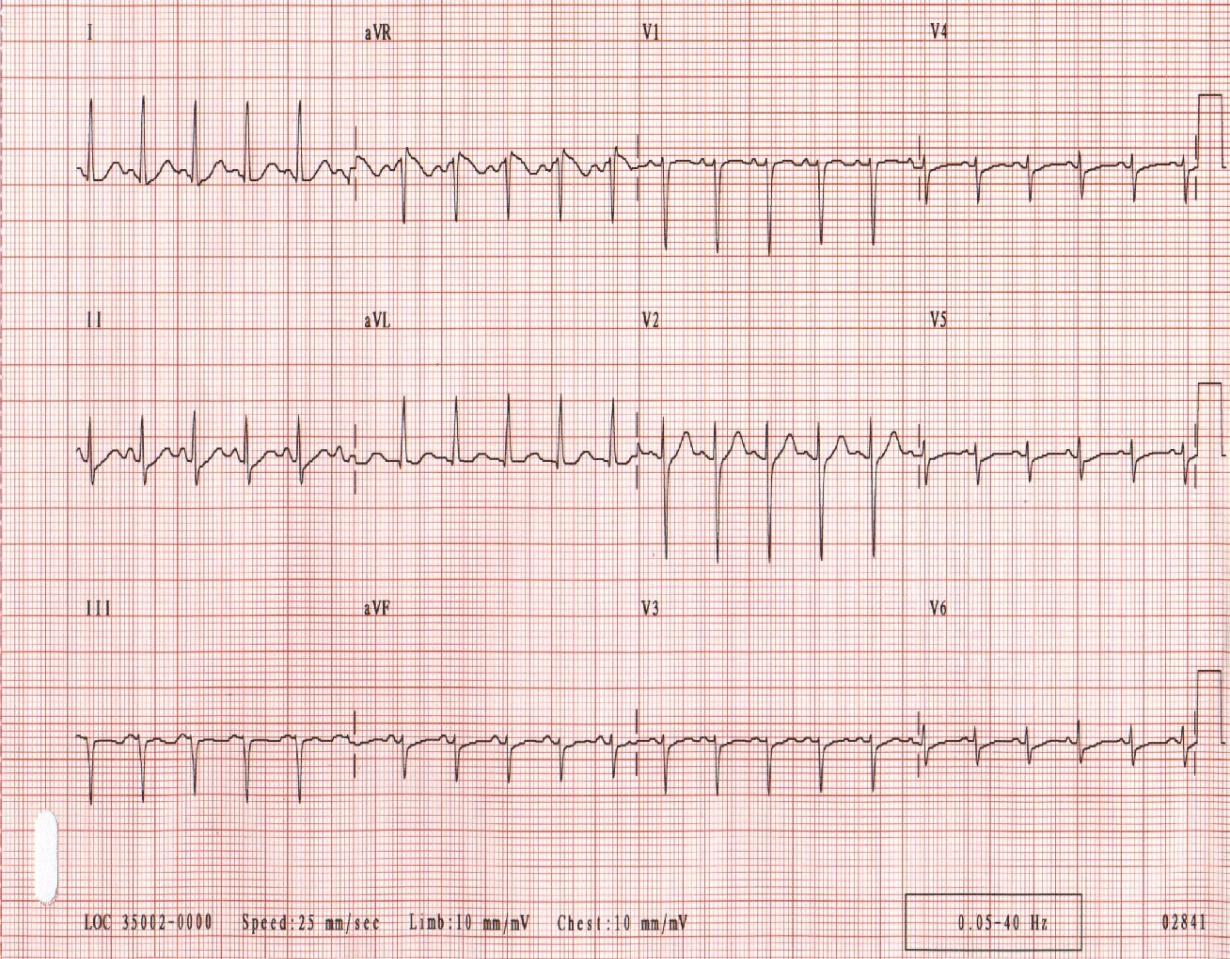 I aVR V1 V4
II aVL V2 V5
III aVF V3 V6
LOC 35002-0000 Speed:25 mm/sec Limb:10 mm/mV Chest:10 mm/mV 0.05-40 Hz 02841